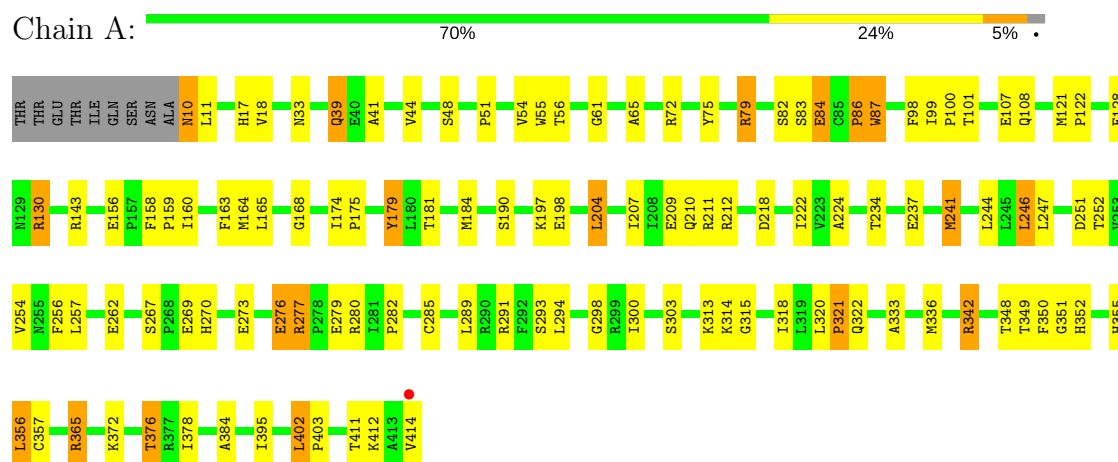 Chain A:
70% 24% 5% •
THR THR GLU THR ILE GLN SER ASN ALA N10 L11 H17 V18 N33 Q39 E40 A41 V44 S48 P51 V54 W55 T56 G61 A65 R72 Y75 R79 S82 S83 E84 C85 P86 W87 F98 I99 P100 T101 E107 Q108 M121 P122
N129 R130 R143 E156 P157 F158 P159 I160 F163 M164 L165 G168 I174 P175 Y179 L180 T181 M184 S190 K197 E198 L204 I207 I208 E209 Q210 R211 R212 D218 I222 V223 A224 T234 E237 M241 L244 L245 L246 L247 D251 T252 V253
V254 N255 F256 L257 E262 S267 P268 E269 H270 E273 E276 R277 P278 E279 R280 I281 P282 C285 L289 R290 R291 F292 S293 L294 G298 R299 I300 S303 K313 K314 G315 I318 L319 L320 P321 Q322 A333 M336 R342 T348 T349 F350 G351 H352 H355
L356 C357 R365 K372 T376 R377 I378 A384 I395 L402 P403 T411 K412 A413 V414